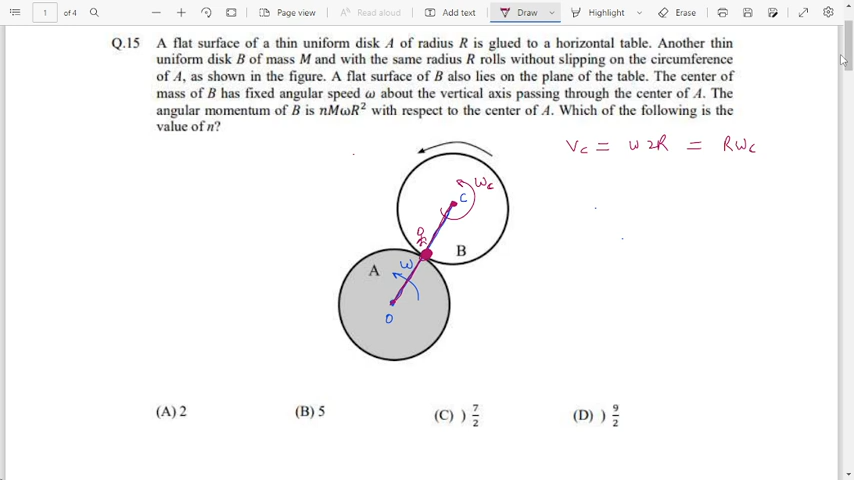 1 of 4 Page view Read aloud Add text Draw Highlight Erase
Q.15 A flat surface of a thin uniform disk A of radius R is glued to a horizontal table. Another thin
uniform disk B of mass M and with the same radius R rolls without slipping on the circumference
of A, as shown in the figure. A flat surface of B also lies on the plane of the table. The center of
mass of B has fixed angular speed ω about the vertical axis passing through the center of A. The
angular momentum of B is nMωR² with respect to the center of A. Which of the following is the
value of n?
Vc = ω 2R = Rωc
ωc
C
B
A
ω
O
(A) 2 (B) 5 (C) ) 7/2 (D) ) 9/2